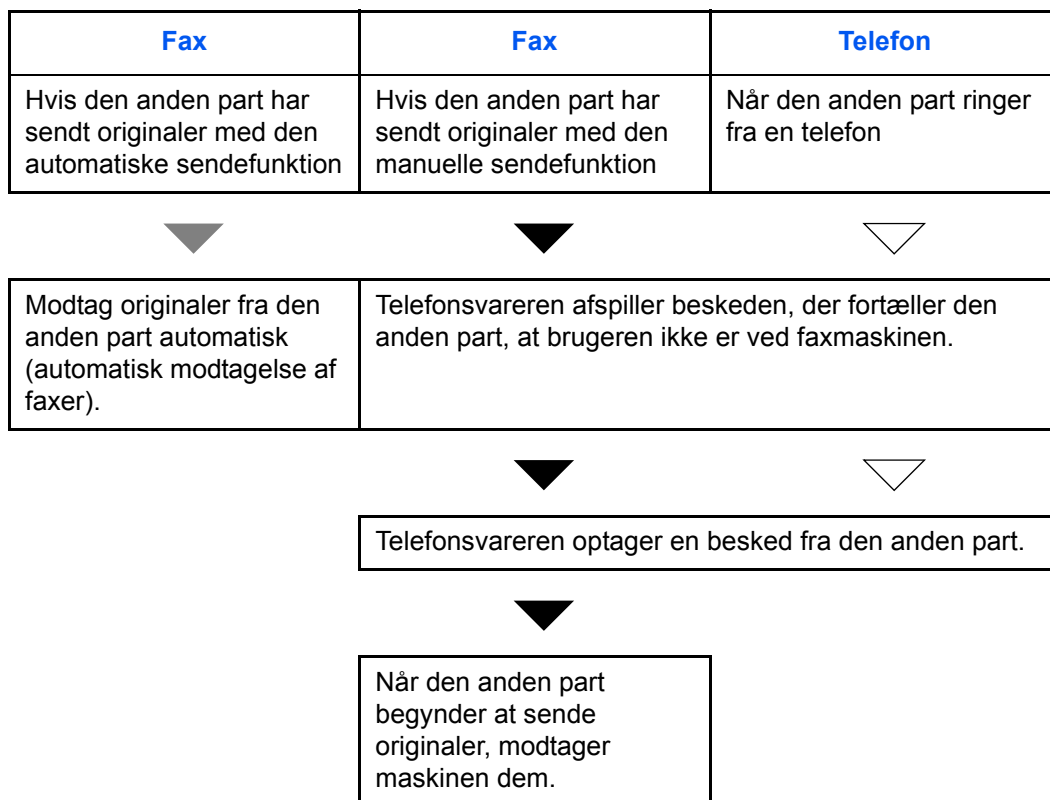 Fax
Fax
Telefon
Hvis den anden part har
sendt originaler med den
automatiske sendefunktion
Hvis den anden part har
sendt originaler med den
manuelle sendefunktion
Når den anden part ringer
fra en telefon
Modtag originaler fra den
anden part automatisk
(automatisk modtagelse af
faxer).
Telefonsvareren afspiller beskeden, der fortæller den
anden part, at brugeren ikke er ved faxmaskinen.
Telefonsvareren optager en besked fra den anden part.
Når den anden part
begynder at sende
originaler, modtager
maskinen dem.